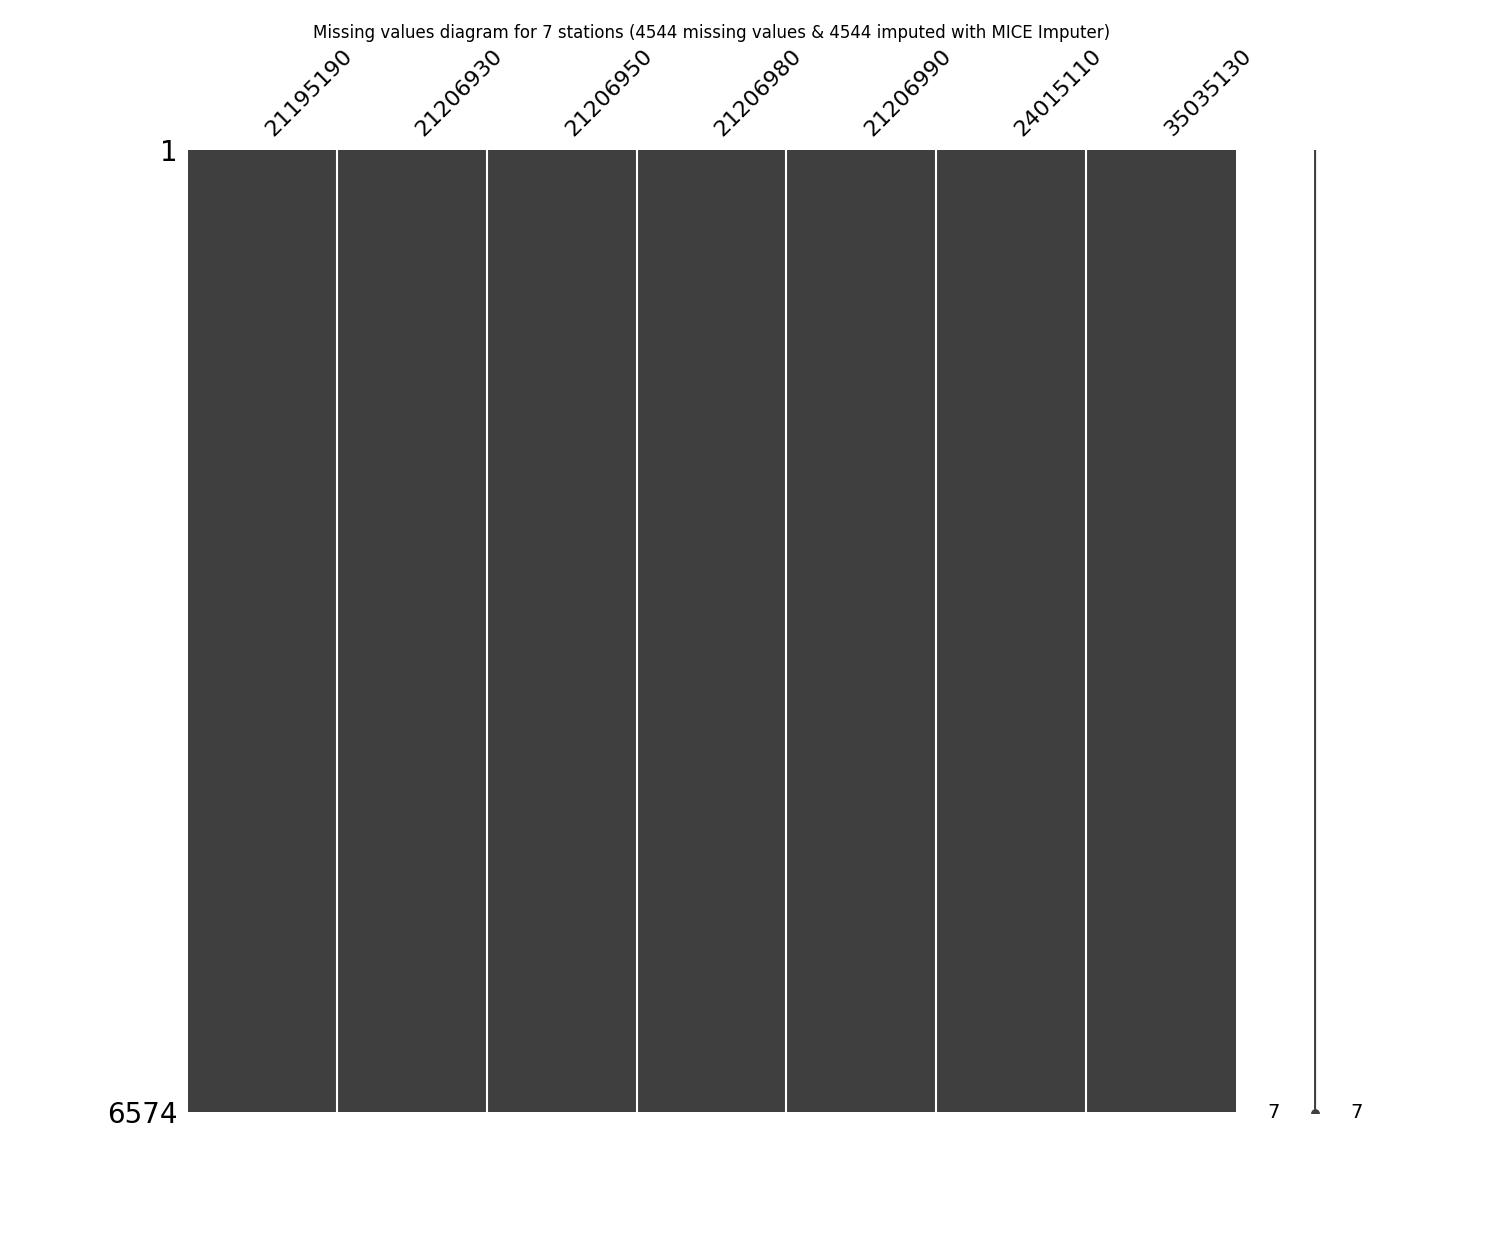 Missing values diagram for 7 stations (4544 missing values & 4544 imputed with MICE Imputer)
21195190 21206930 21206950 21206980 21206990 24015110 35035130
1
6574 7 7